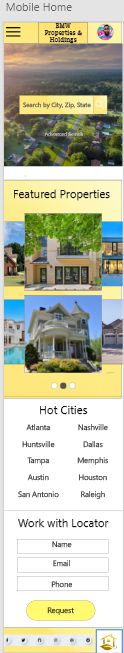 Mobile Home
BMW
Properties &
Holdings
Search by City, Zip, State
Advanced Search
Featured Properties
Hot Cities
Atlanta Nashville
Huntsville Dallas
Tampa Memphis
Austin Houston
San Antonio Raleigh
Work with Locator
Name
Email
Phone
Request